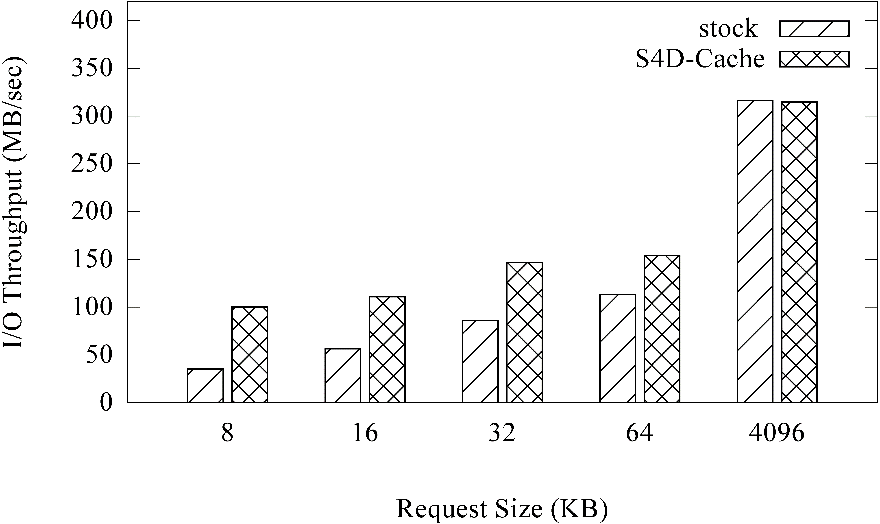 400
350
300
250
200
150
100
50
0
I/O Throughput (MB/sec)
stock
S4D-Cache
8 16 32 64 4096
Request Size (KB)